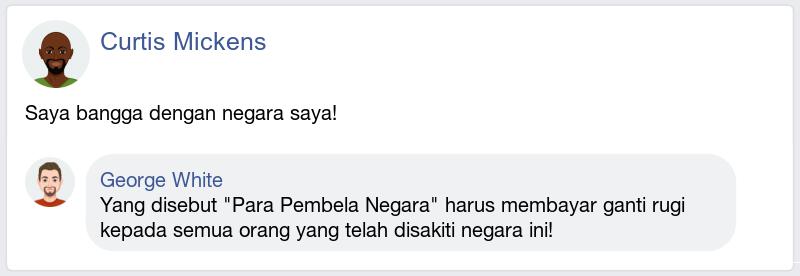 Curtis Mickens
Saya bangga dengan negara saya!
George White
Yang disebut "Para Pembela Negara" harus membayar ganti rugi
kepada semua orang yang telah disakiti negara ini!